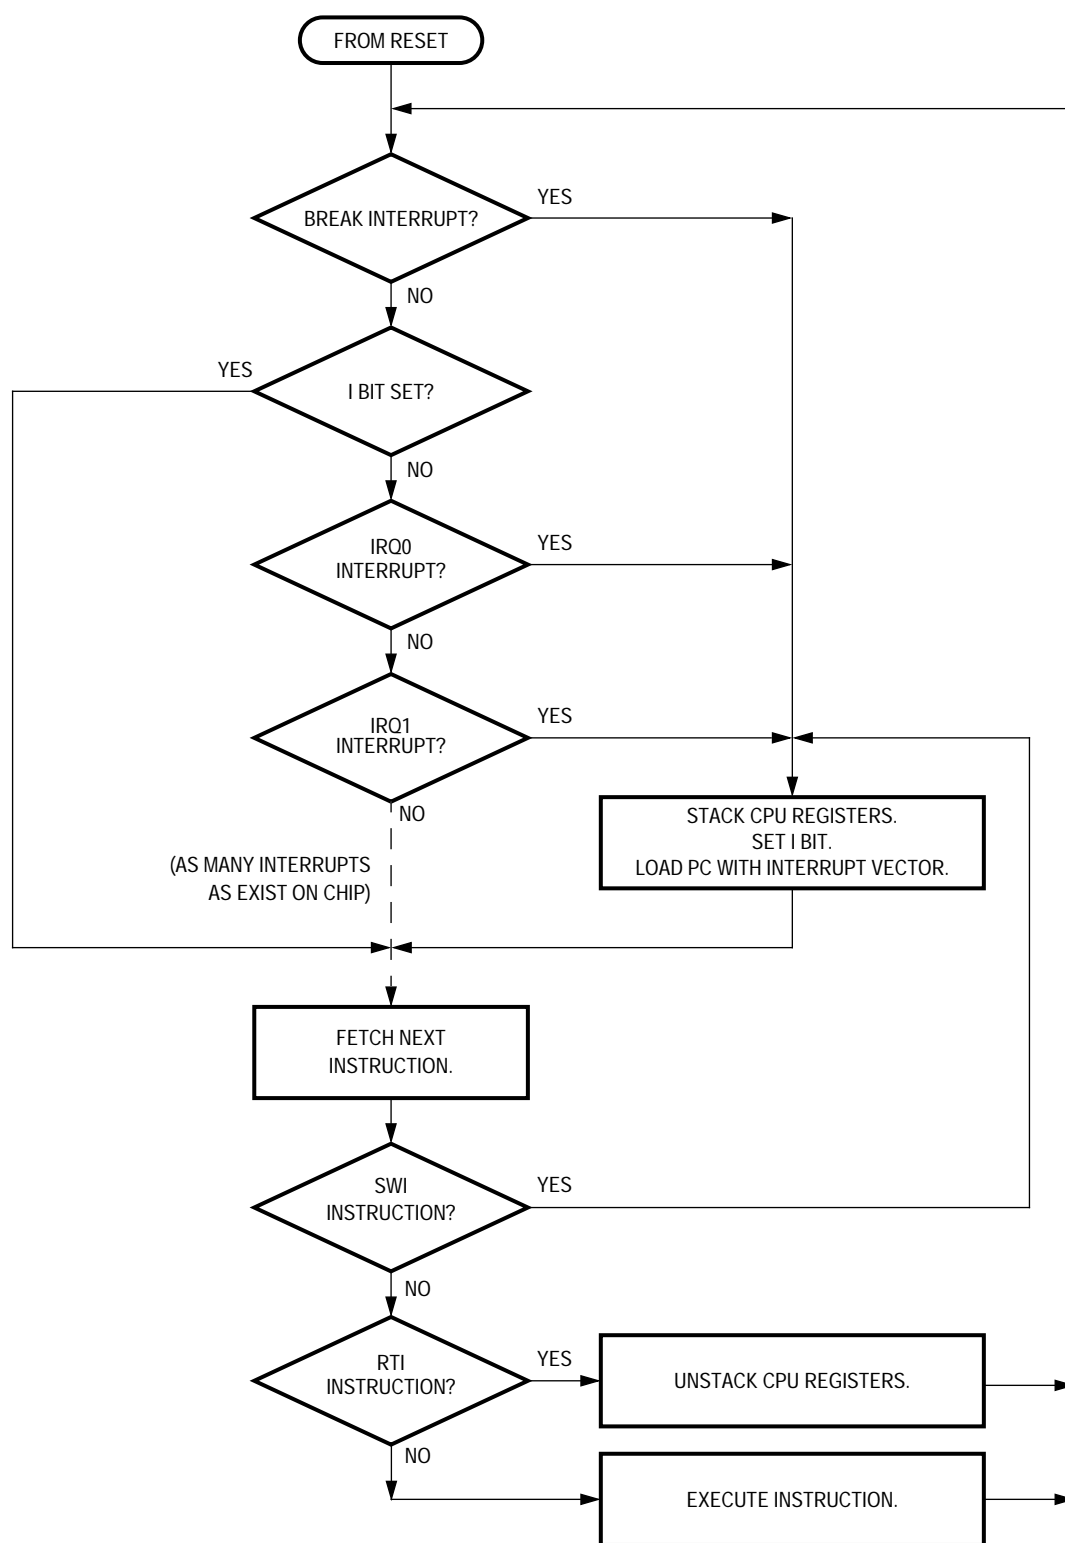 FROM RESET
BREAK INTERRUPT?
YES
NO
YES
I BIT SET?
NO
IRQ0
INTERRUPT?
YES
NO
IRQ1
INTERRUPT?
YES
NO
STACK CPU REGISTERS.
SET I BIT.
LOAD PC WITH INTERRUPT VECTOR.
(AS MANY INTERRUPTS
AS EXIST ON CHIP)
FETCH NEXT
INSTRUCTION.
SWI
INSTRUCTION?
YES
NO
RTI
INSTRUCTION?
YES
UNSTACK CPU REGISTERS.
NO
EXECUTE INSTRUCTION.